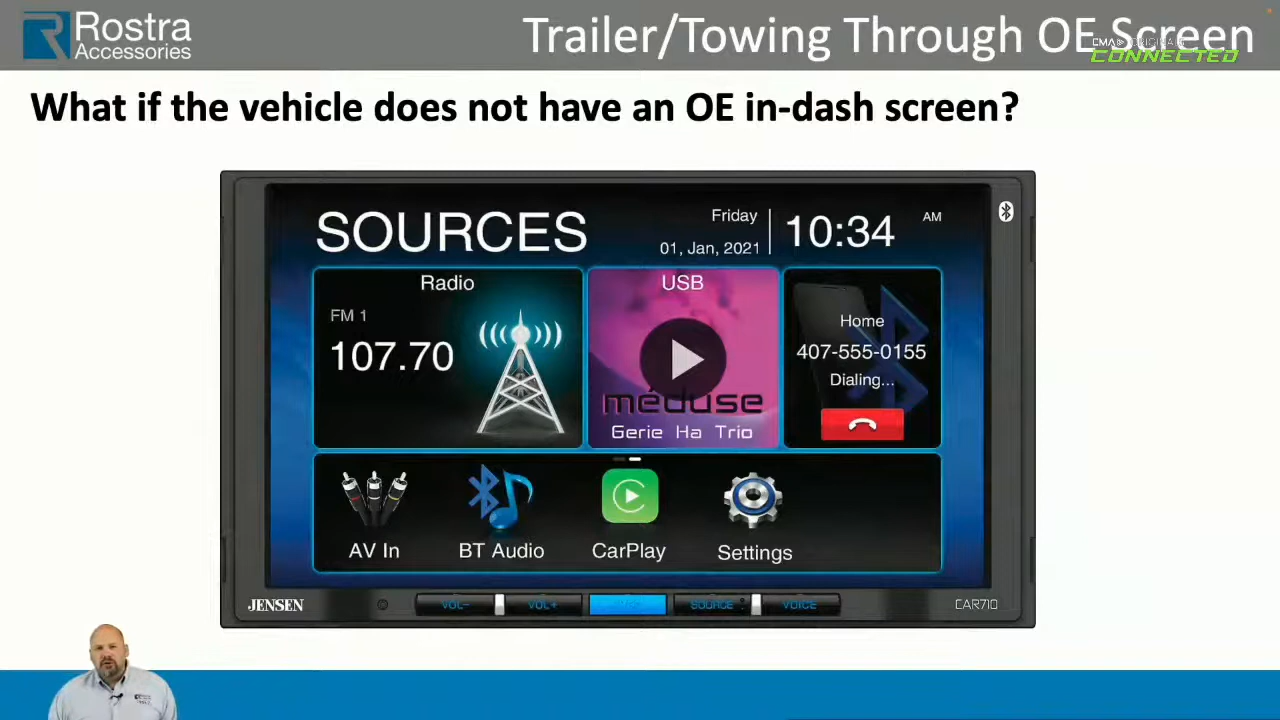 Rostra
Accessories
Trailer/Towing Through OE Screen
CONNECTED
What if the vehicle does not have an OE in-dash screen?
SOURCES
Friday
01, Jan, 2021
10:34
AM
Radio
FM 1
107.70
USB
méduse
Gerie Ha Trio
Home
407-555-0155
Dialing...
AV In
BT Audio
CarPlay
Settings
JENSEN
VOL-
VOL+
SOURCE
VOICE
CAR710